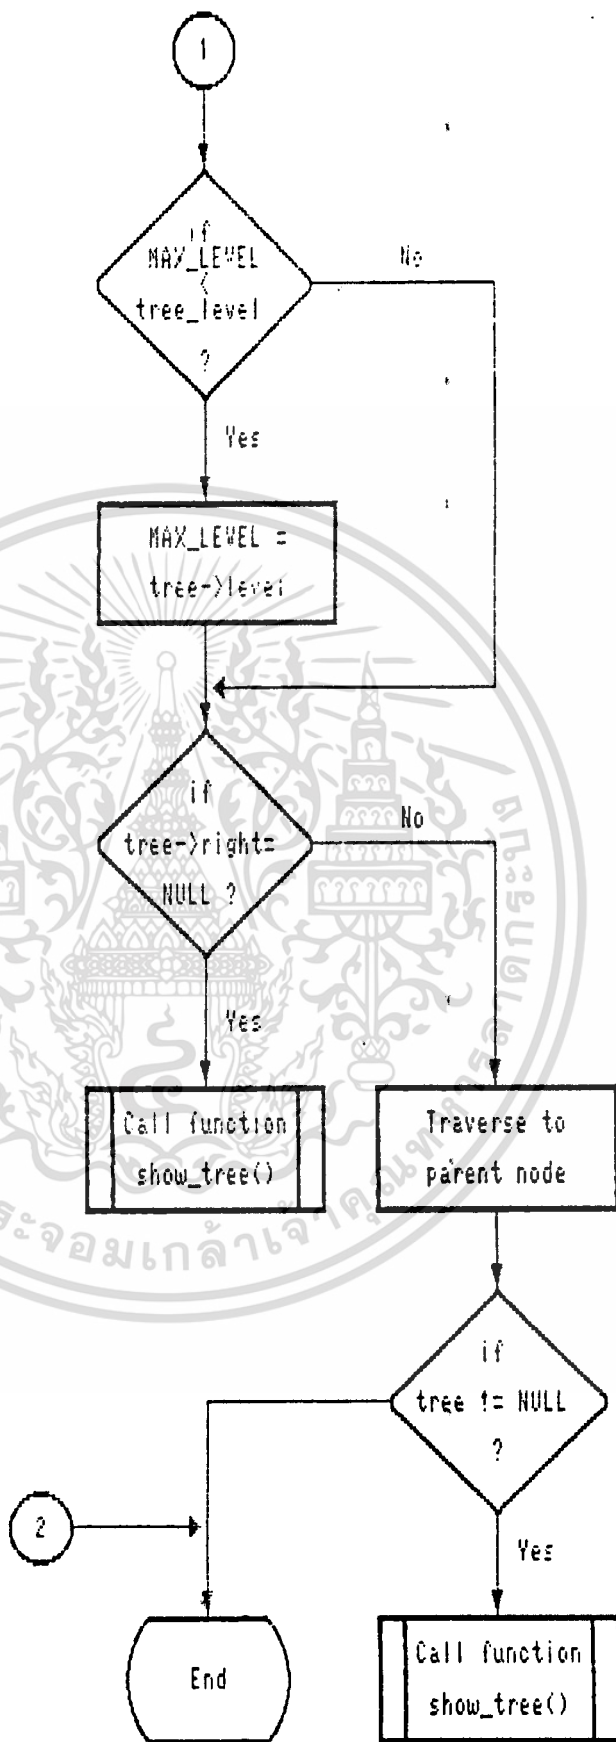 1
if
MAX_LEVEL
<
tree_level
?
No
Yes
MAX_LEVEL =
tree->level
if
tree->right=
NULL ?
No
Yes
Call function
show_tree()
Traverse to
parent node
if
tree != NULL
?
2
Yes
End
Call function
show_tree()